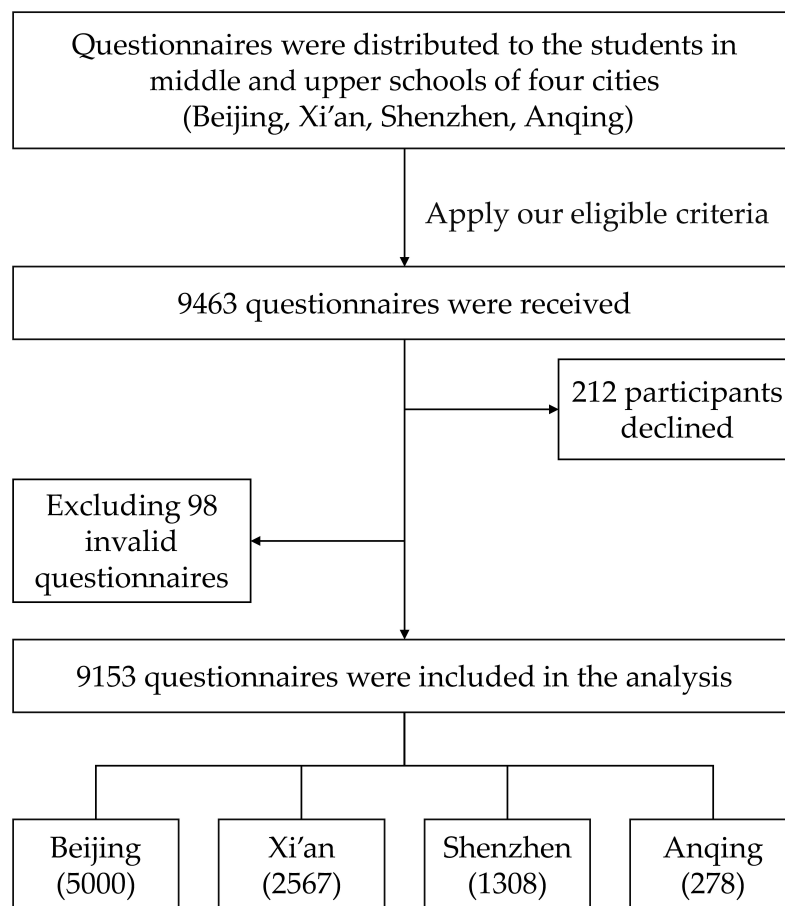 Questionnaires were distributed to the students in
middle and upper schools of four cities
(Beijing, Xi’an, Shenzhen, Anqing)
Apply our eligible criteria
9463 questionnaires were received
212 participants
declined
Excluding 98
invalid
questionnaires
9153 questionnaires were included in the analysis
Beijing
(5000)
Xi’an
(2567)
Shenzhen
(1308)
Anqing
(278)